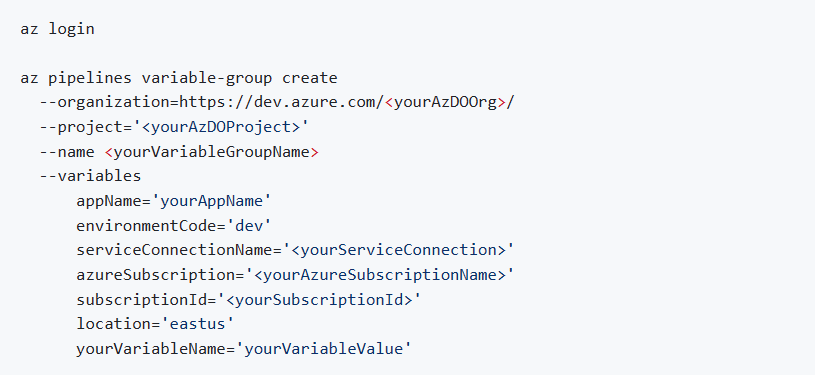 az login
az pipelines variable-group create
--organization=https://dev.azure.com/<yourAzDOOrg>/
--project='<yourAzDOProject>'
--name <yourVariableGroupName>
--variables
appName='yourAppName'
environmentCode='dev'
serviceConnectionName='<yourServiceConnection>'
azureSubscription='<yourAzureSubscriptionName>'
subscriptionId='<yourSubscriptionId>'
location='eastus'
yourVariableName='yourVariableValue'